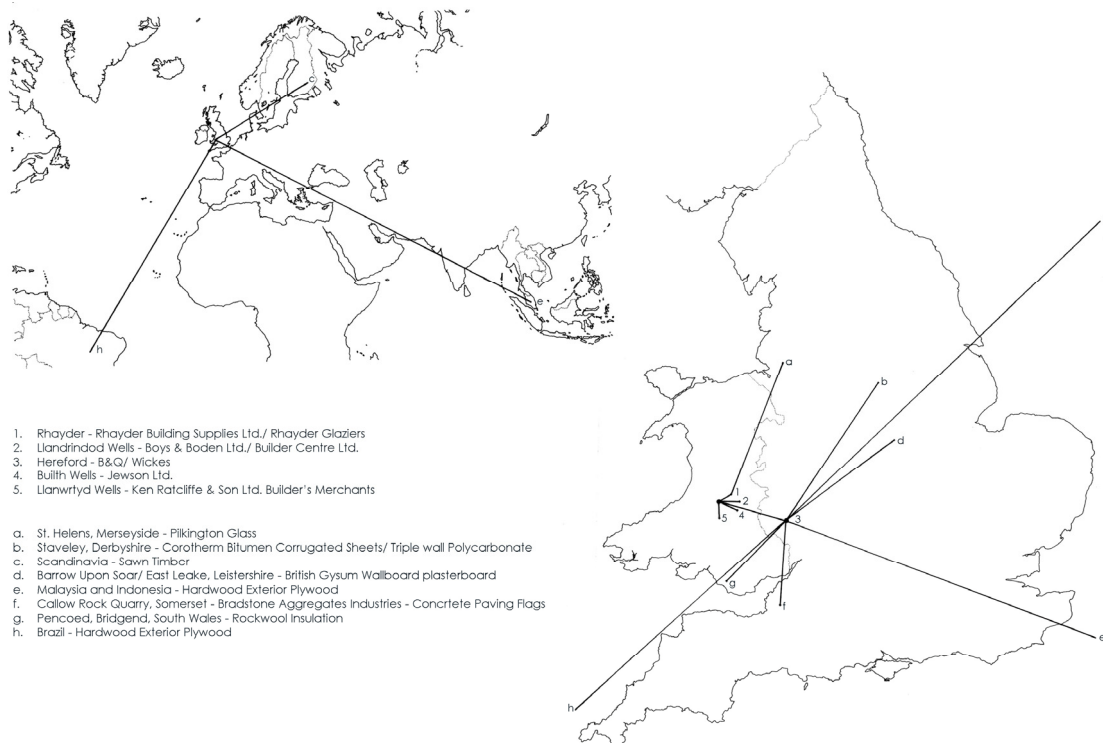 c
e
h
1. Rhayder - Rhayder Building Supplies Ltd./ Rhayder Glaziers
2. Llandrindod Wells - Boys & Boden Ltd./ Builder Centre Ltd.
3. Hereford - B&Q/ Wickes
4. Builth Wells - Jewson Ltd.
5. Llanwrtyd Wells - Ken Ratcliffe & Son Ltd. Builder's Merchants
a. St. Helens, Merseyside - Pilkington Glass
b. Staveley, Derbyshire - Corotherm Bitumen Corrugated Sheets/ Triple wall Polycarbonate
c. Scandinavia - Sawn Timber
d. Barrow Upon Soar/ East Leake, Leistershire - British Gysum Wallboard plasterboard
e. Malaysia and Indonesia - Hardwood Exterior Plywood
f. Callow Rock Quarry, Somerset - Bradstone Aggregates Industries - Concrtete Paving Flags
g. Pencoed, Bridgend, South Wales - Rockwool Insulation
h. Brazil - Hardwood Exterior Plywood
a
b
d
1
2
4
5
3
g
f
e
h